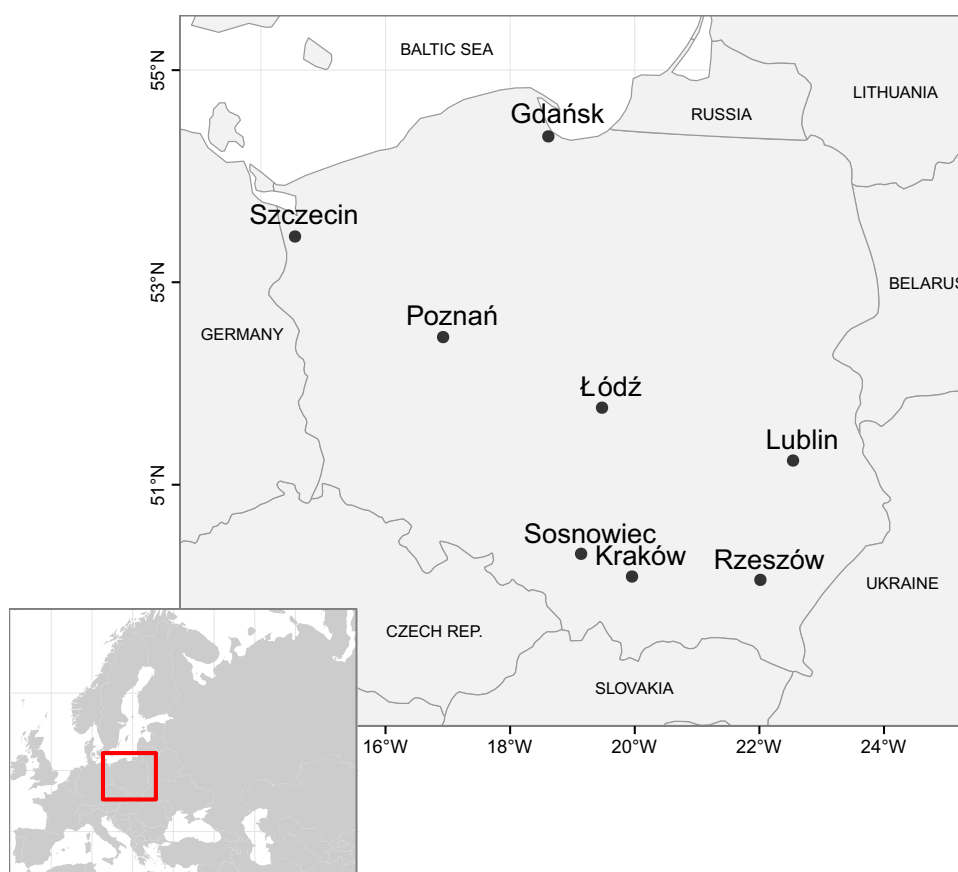 BALTIC SEA
55°N
LITHUANIA
Gdańsk
RUSSIA
Szczecin
53°N
BELARUS
Poznań
GERMANY
Łódź
Lublin
51°N
Sosnowiec
Kraków
Rzeszów
UKRAINE
CZECH REP.
SLOVAKIA
16°W
18°W
20°W
22°W
24°W